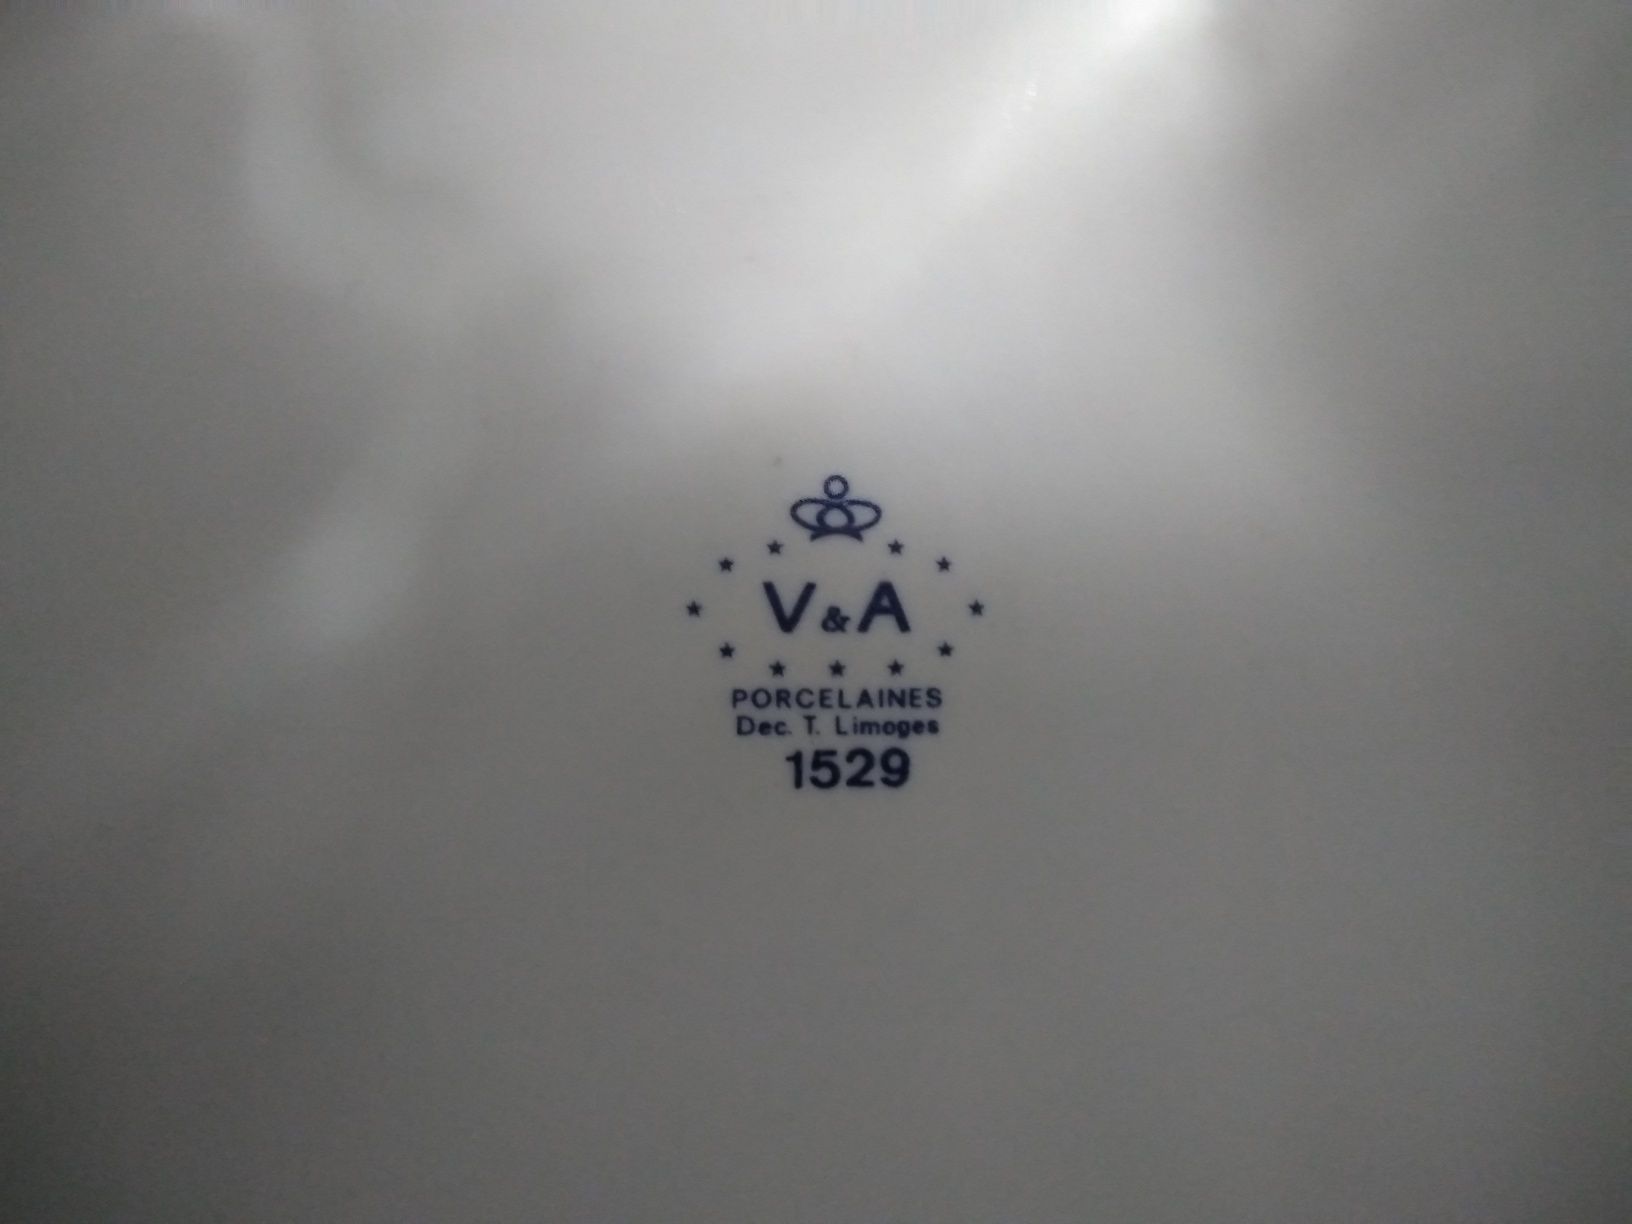 V & A
PORCELAINES
Dec. T. Limoges
1529